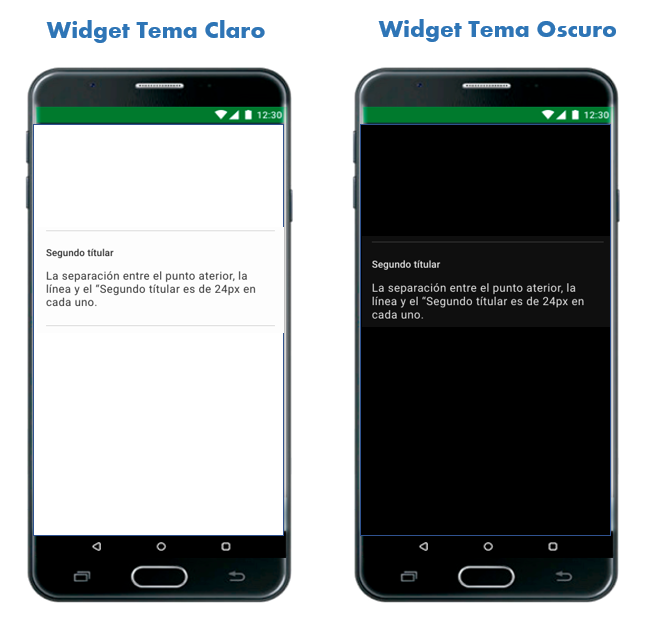 Widget Tema Claro
Widget Tema Oscuro
12:30
Segundo títular
La separación entre el punto aterior, la
línea y el “Segundo títular es de 24px en
cada uno.
12:30
Segundo títular
La separación entre el punto aterior, la
línea y el “Segundo títular es de 24px en
cada uno.